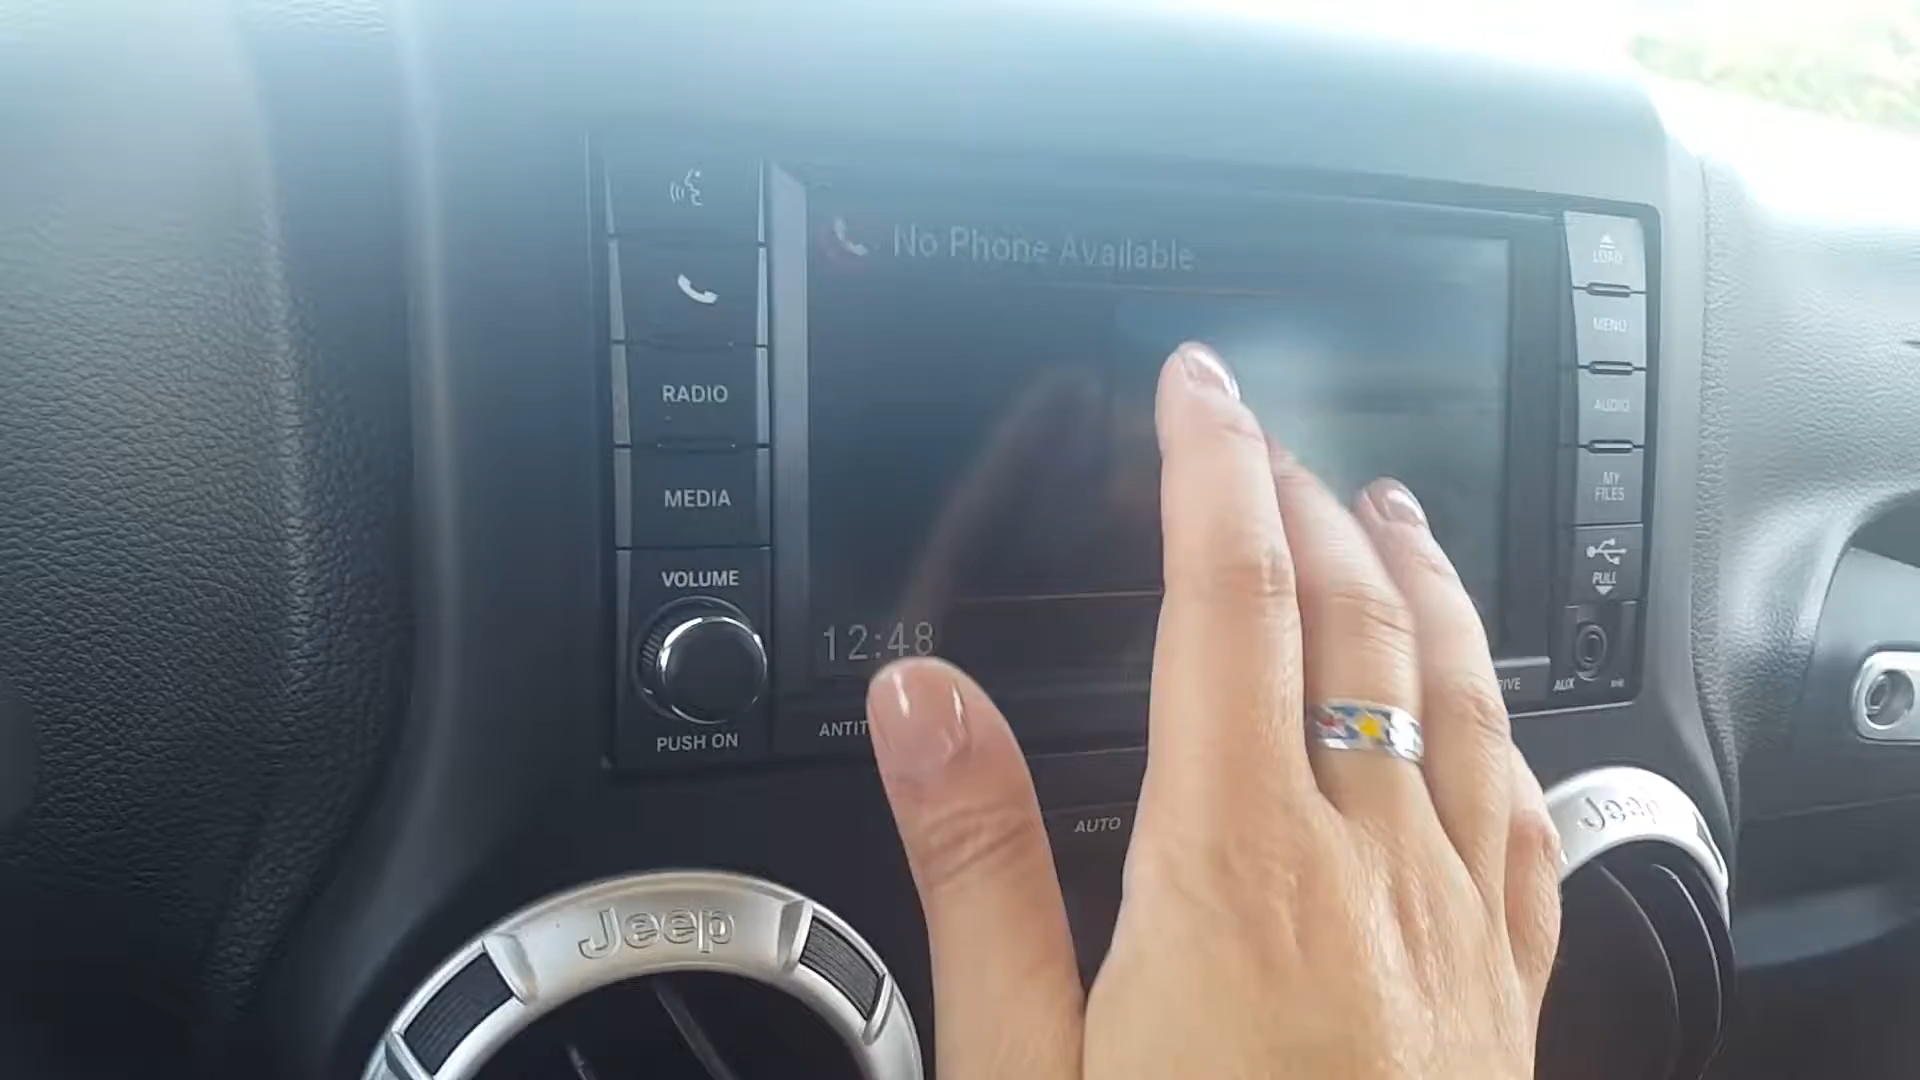 No Phone Available
RADIO
MEDIA
VOLUME
PUSH ON
12:48
ANTIT
AUTO
LOAD
MENU
AUDIO
MY
FILES
PULL
AUX
Jeep
Jeep